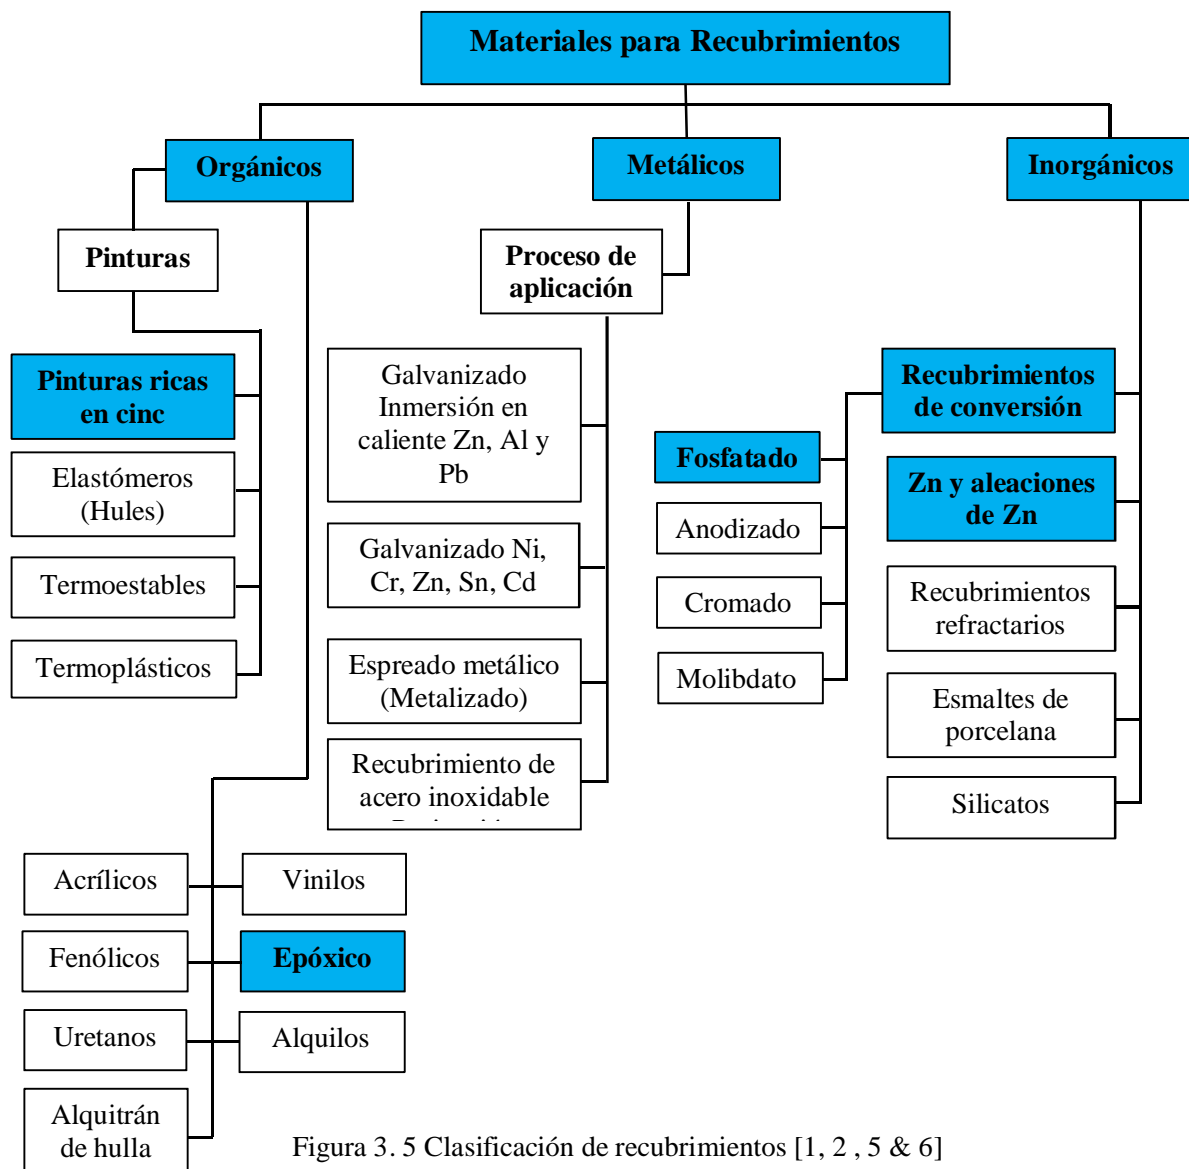 Materiales para Recubrimientos
Orgánicos
Metálicos
Inorgánicos
Pinturas
Pinturas ricas
en cinc
Elastómeros
(Hules)
Termoestables
Termoplásticos
Acrílicos
Vinilos
Fenólicos
Epóxico
Uretanos
Alquilos
Alquitrán
de hulla
Proceso de
aplicación
Galvanizado
Inmersión en
caliente Zn, Al y
Pb
Galvanizado Ni,
Cr, Zn, Sn, Cd
Espreado metálico
(Metalizado)
Recubrimiento de
acero inoxidable
Recubrimientos
de conversión
Fosfatado
Anodizado
Cromado
Molibdato
Zn y aleaciones
de Zn
Recubrimientos
refractarios
Esmaltes de
porcelana
Silicatos
Figura 3. 5 Clasificación de recubrimientos [1, 2 , 5 & 6]